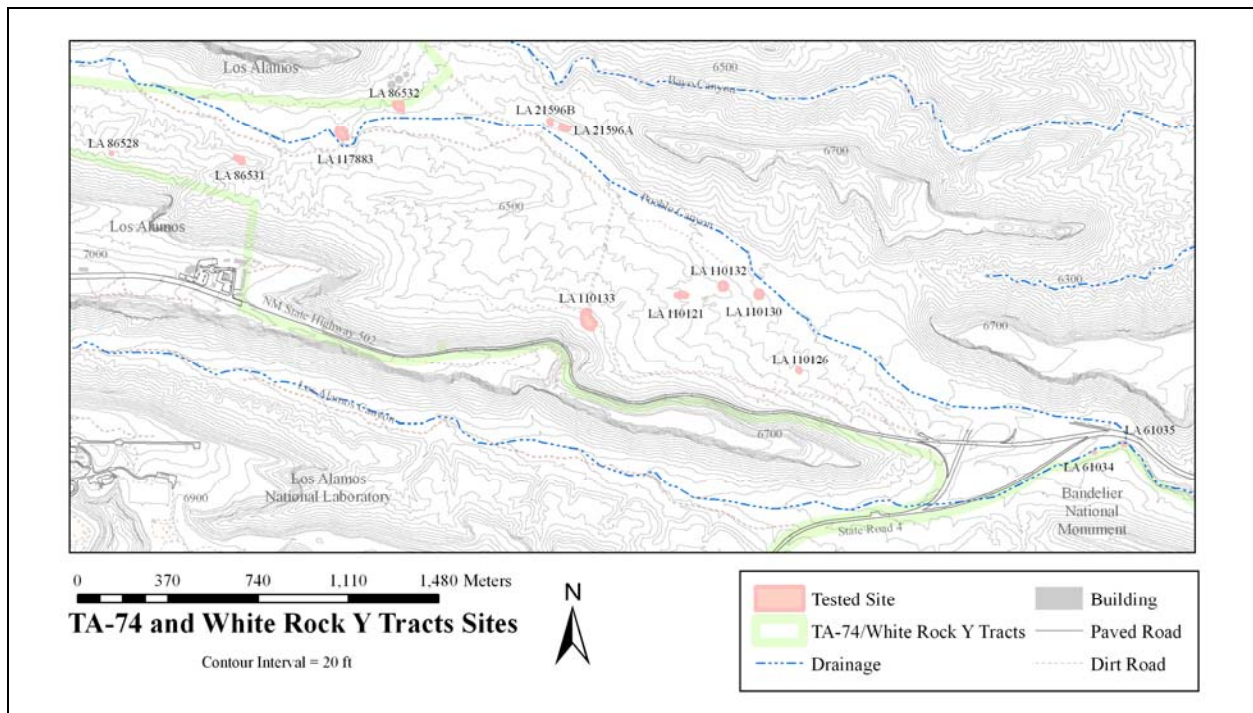 Los Alamos
6500
Bayo Canyon
LA 86532
LA 21596B
LA 21596A
LA 86528
LA 117883
LA 86531
6700
6500
Pueblo Canyon
Los Alamos
7000
LA 110132
6300
LA 110133
LA 110121
LA 110130
NM State Highway 502
6700
LA 110126
Los Alamos Canyon
6700
LA 61035
LA 61034
Los Alamos
National Laboratory
6900
Bandelier
National
Monument
State Road 4
0 370 740 1,110 1,480 Meters
TA-74 and White Rock Y Tracts Sites
Contour Interval = 20 ft
N
Tested Site
TA-74/White Rock Y Tracts
Drainage
Building
Paved Road
Dirt Road